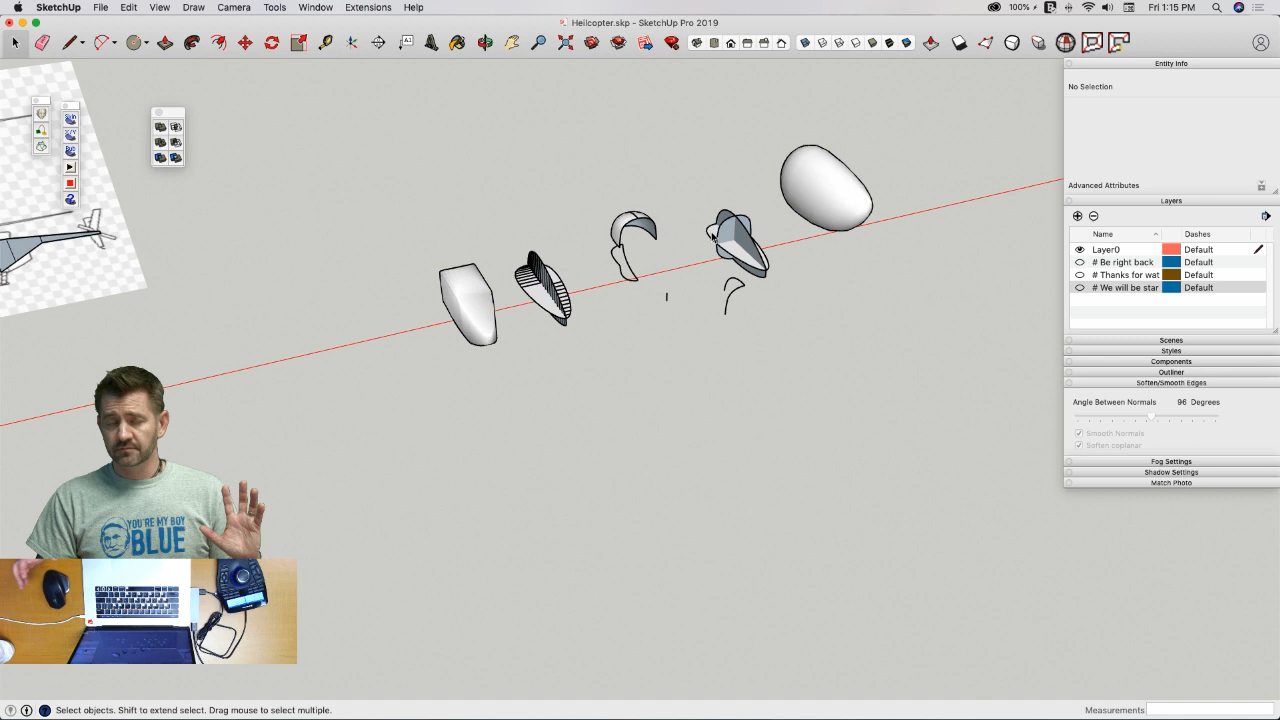 SketchUp File Edit View Draw Camera Tools Window Extensions Help
100% Fri 1:15 PM
Heilcopter.skp - SketchUp Pro 2019
Entity Info
No Selection
Advanced Attributes
Layers
Name Dashes
Layer0 Default
# Be right back Default
# Thanks for wat Default
# We will be star Default
Scenes
Styles
Components
Outliner
Soften/Smooth Edges
Angle Between Normals 96 Degrees
Smooth Normals
Soften coplanar
Fog Settings
Shadow Settings
Match Photo
YOU'RE MY BOY
BLUE
Select objects. Shift to extend select. Drag mouse to select multiple.
Measurements